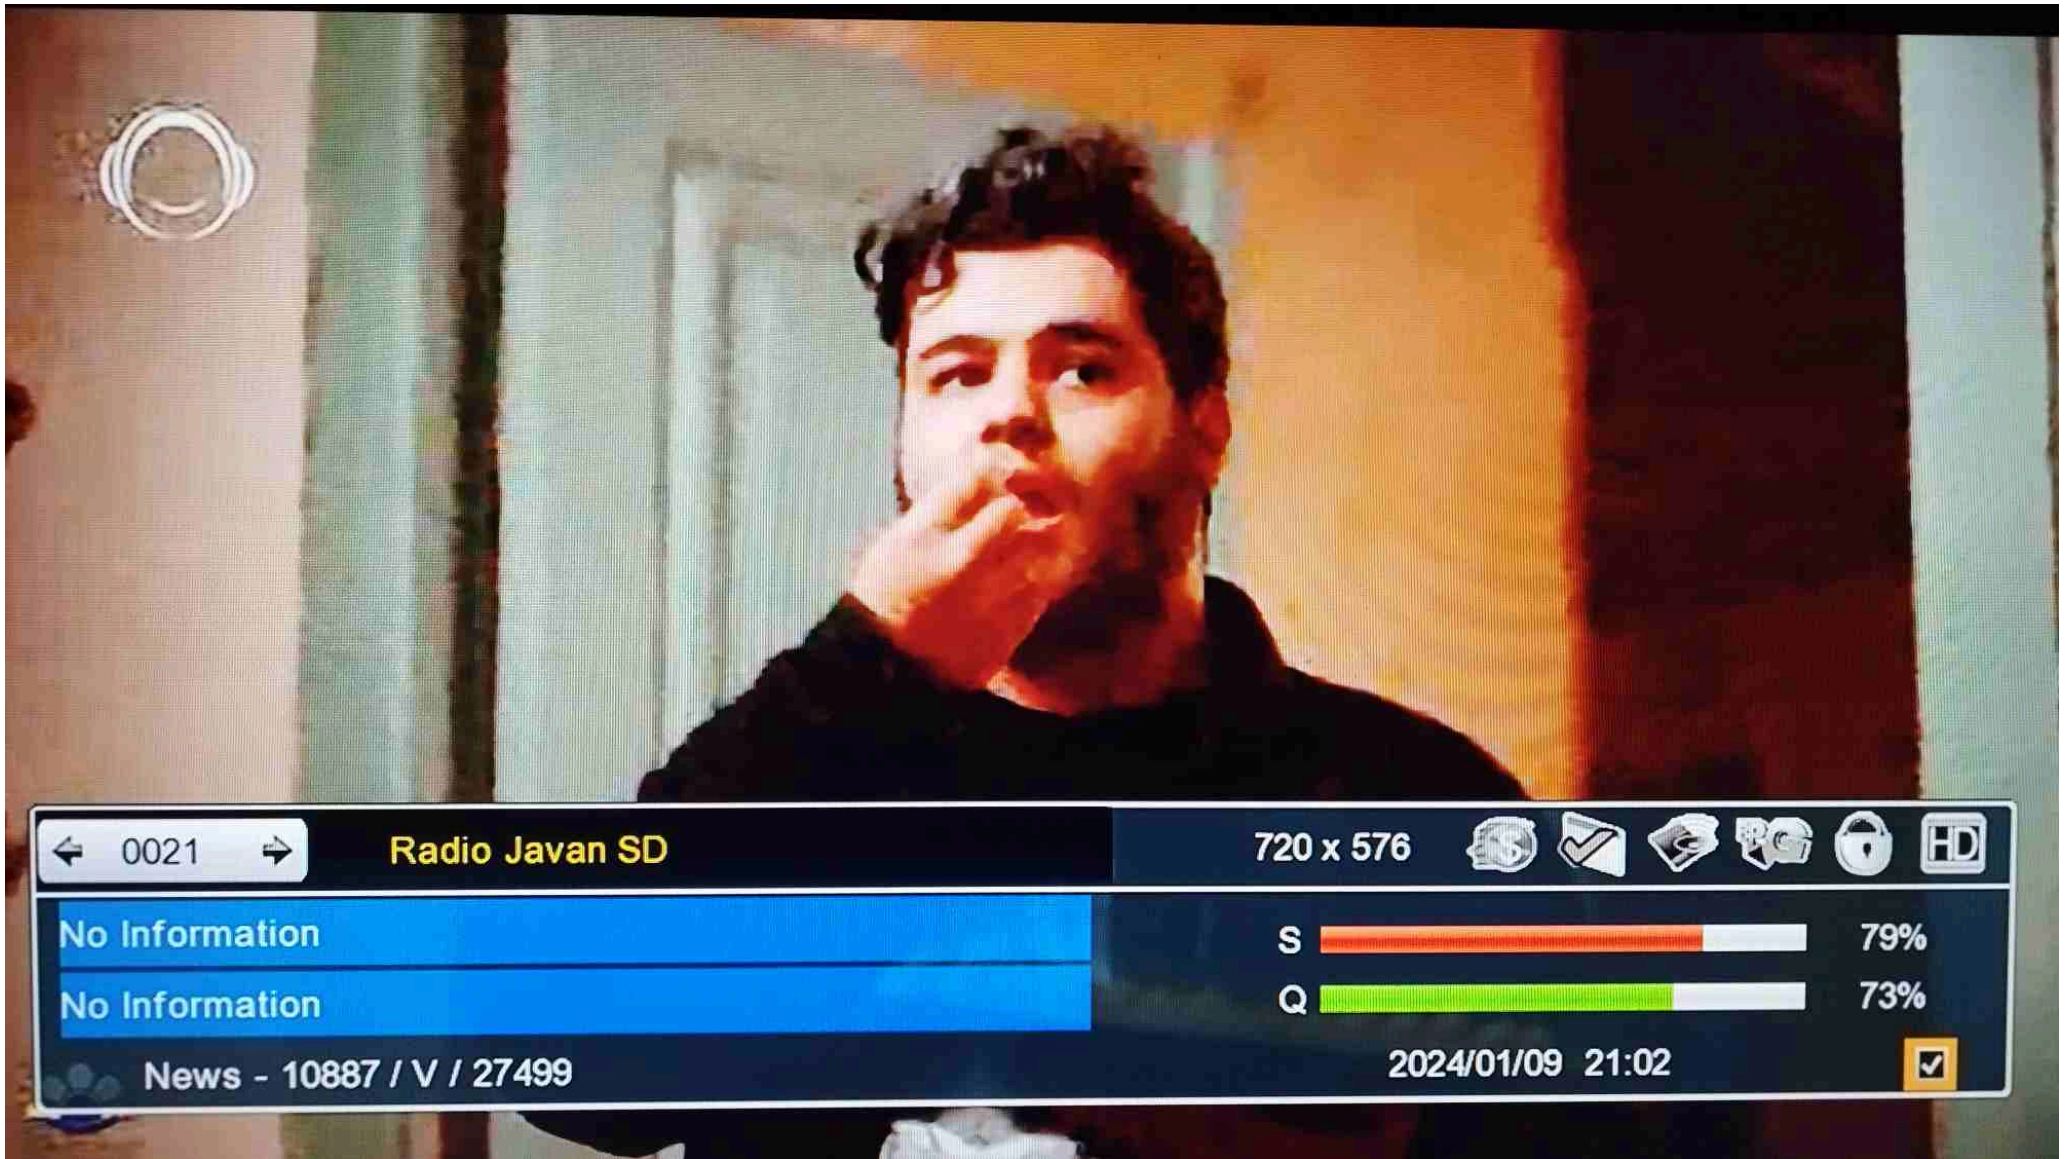 0021 Radio Javan SD 720 x 576 HD
No Information
S 79%
No Information
Q 73%
News - 10887 / V / 27499 2024/01/09 21:02